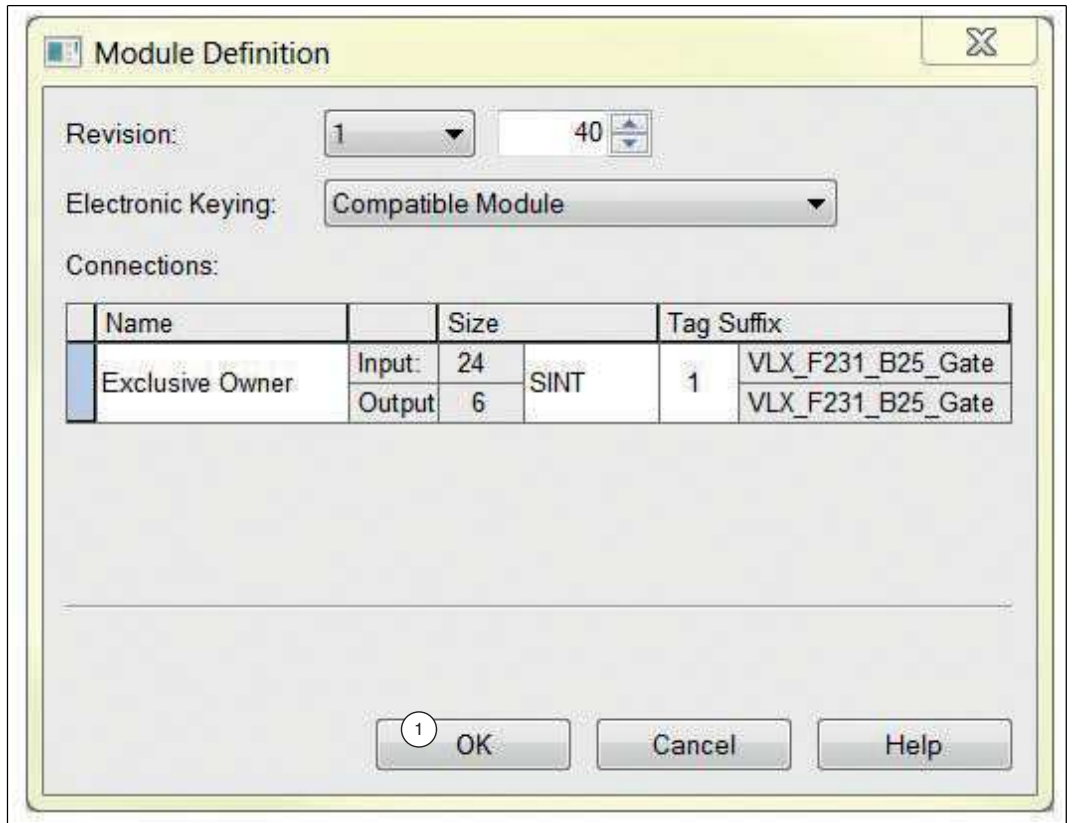 Module Definition
Revision: 1 40
Electronic Keying: Compatible Module
Connections:
Name Size Tag Suffix
Exclusive Owner Input: 24 SINT 1 VLX_F231_B25_Gate
Output 6 VLX_F231_B25_Gate
1 OK Cancel Help